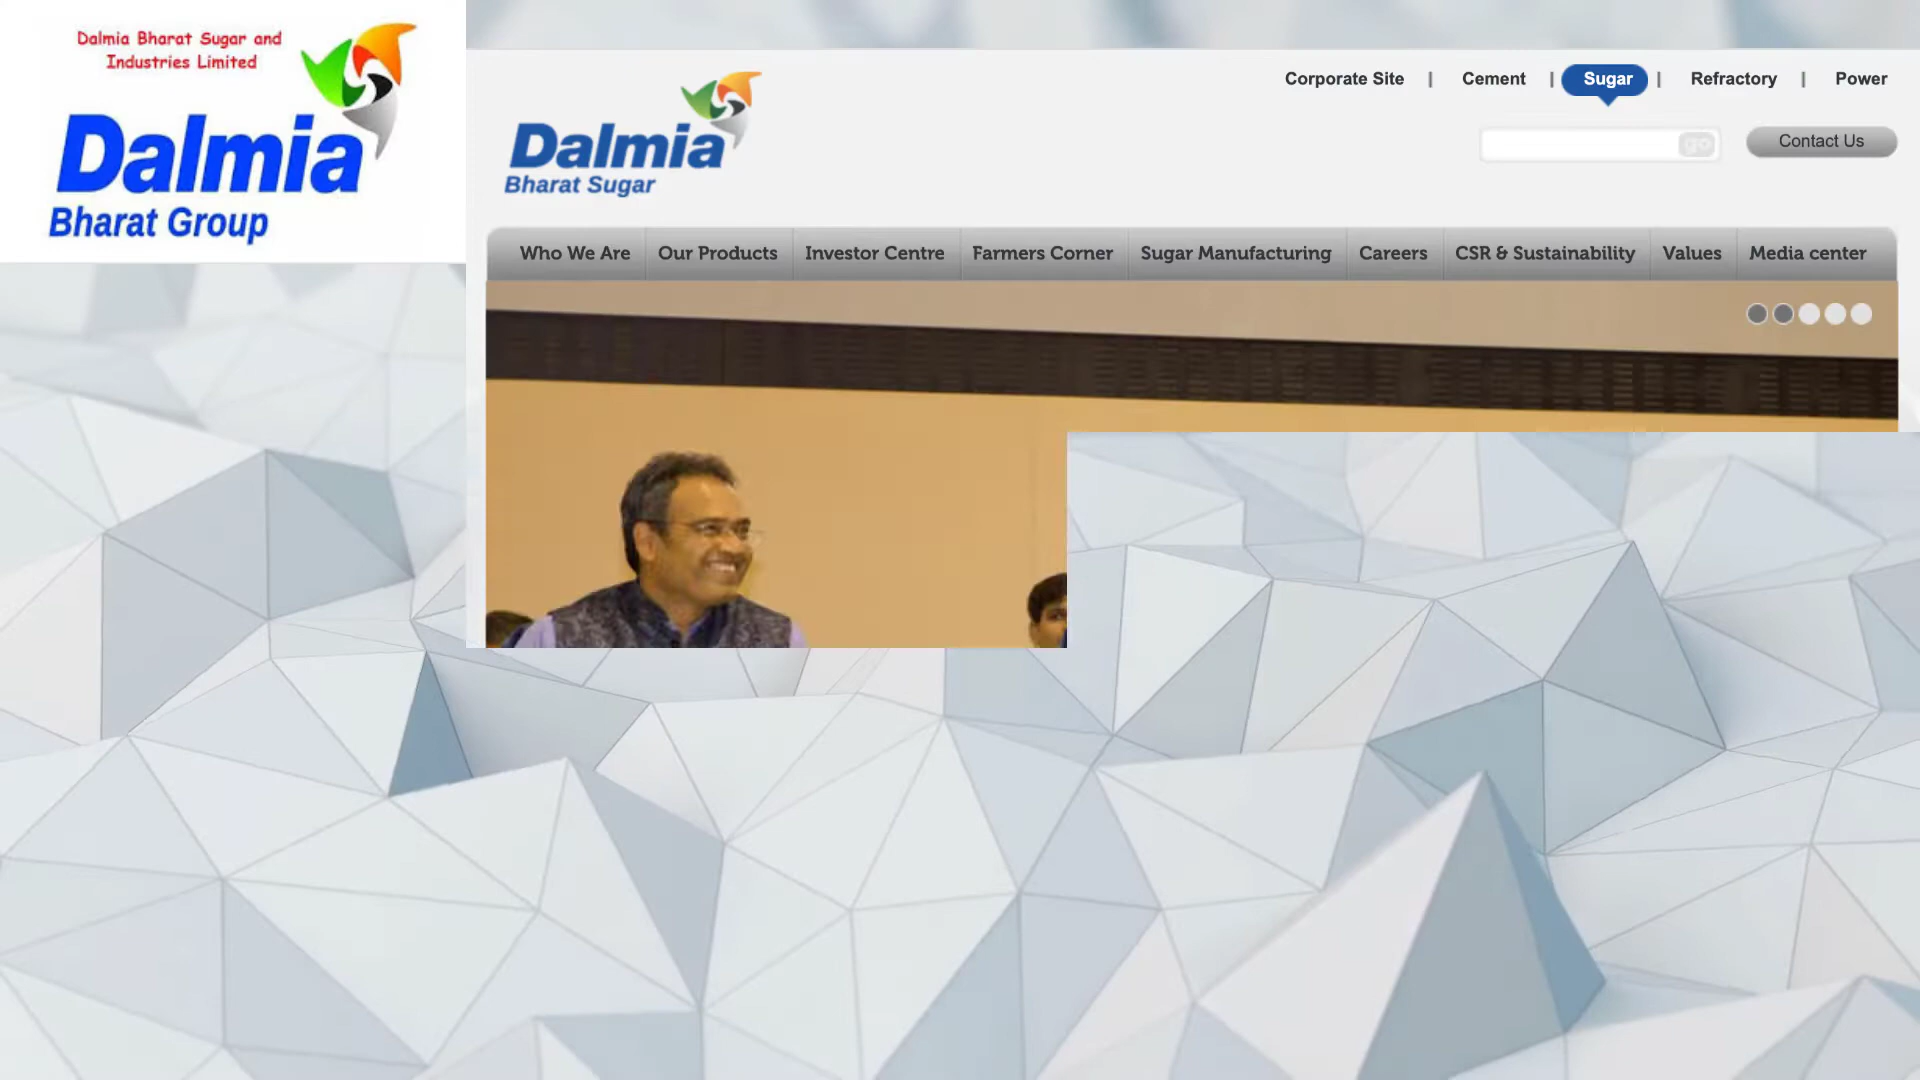 Dalmia Bharat Sugar and
Industries Limited
Dalmia
Bharat Group
Dalmia
Bharat Sugar
Corporate Site | Cement | Sugar | Refractory | Power
go
Contact Us
Who We Are
Our Products
Investor Centre
Farmers Corner
Sugar Manufacturing
Careers
CSR & Sustainability
Values
Media center